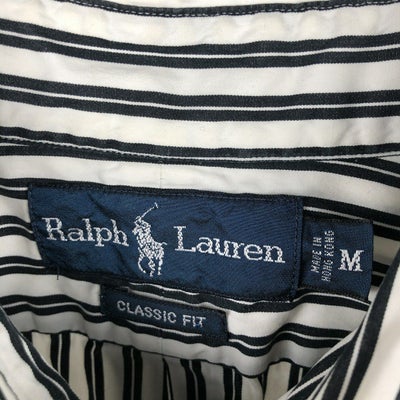 Ralph Lauren
MADE IN
HONG KONG
M
CLASSIC FIT